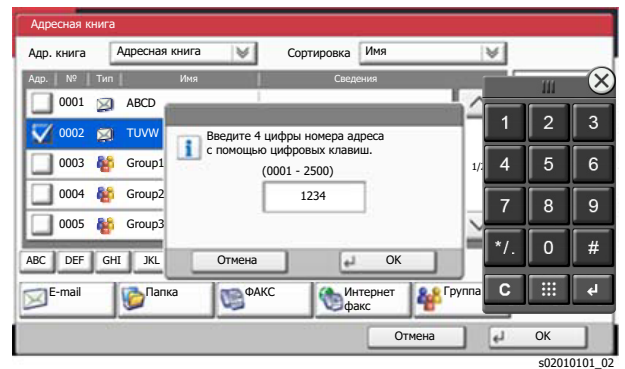 Адресная книга
Адр. книга Адресная книга Сортировка Имя
Адр. № Тип Имя Сведения
0001 ABCD
0002 TUVW
0003 Group1
0004 Group2
0005 Group3
Введите 4 цифры номера адреса
с помощью цифровых клавиш.
(0001 - 2500)
1234
Отмена OK
1/
1 2 3
4 5 6
7 8 9
*/. 0 #
C
ABC DEF GHI JKL
E-mail Папка ФАКС Интернет факс Группа
Отмена OK
s02010101_02